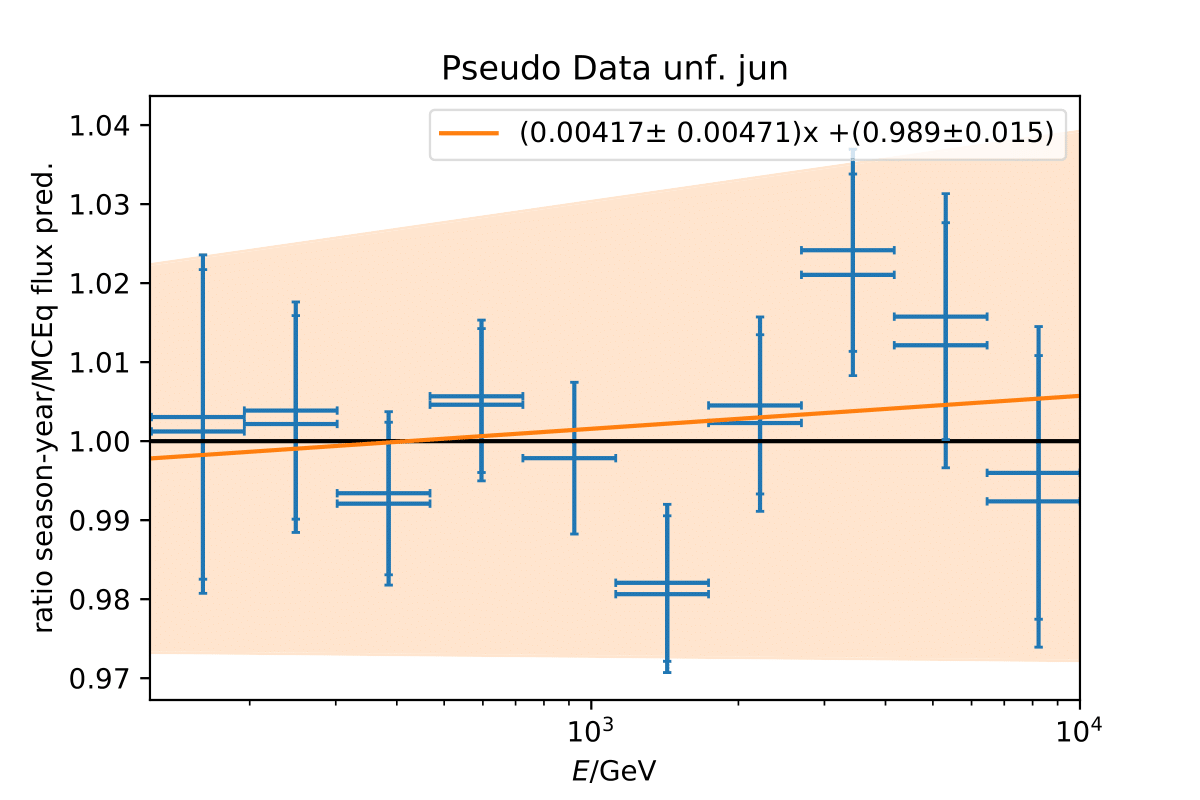 Pseudo Data unf. jun
(0.00417± 0.00471)x +(0.989±0.015)
ratio season-year/MCEq flux pred.
1.04
1.03
1.02
1.01
1.00
0.99
0.98
0.97
10³
10⁴
E/GeV